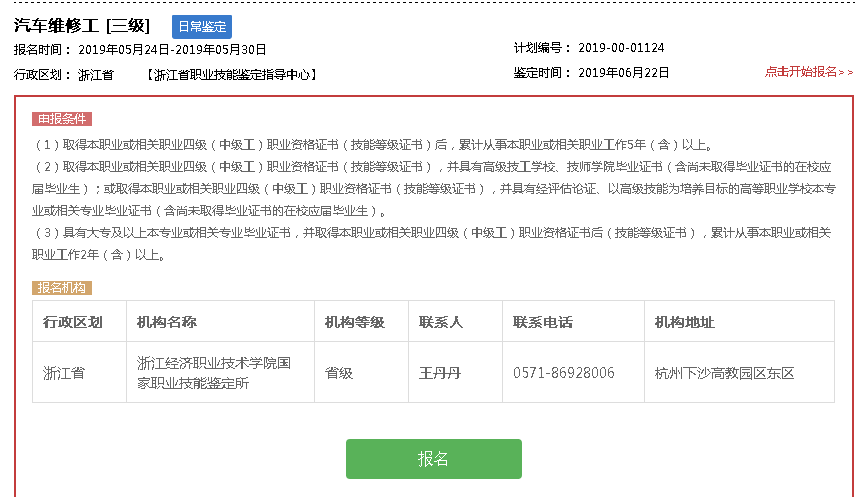 汽车维修工 [三级] 日常鉴定
报名时间： 2019年05月24日-2019年05月30日 计划编号： 2019-00-01124
行政区划： 浙江省 【浙江省职业技能鉴定指导中心】 鉴定时间： 2019年06月22日 点击开始报名>>
申报条件
（1）取得本职业或相关职业四级（中级工）职业资格证书（技能等级证书）后，累计从事本职业或相关职业工作5年（含）以上。
（2）取得本职业或相关职业四级（中级工）职业资格证书（技能等级证书），并具有高级技工学校、技师学院毕业证书（含尚未取得毕业证书的在校应
届毕业生）；或取得本职业或相关职业四级（中级工）职业资格证书（技能等级证书），并具有经评估论证、以高级技能为培养目标的高等职业学校本专
业或相关专业毕业证书（含尚未取得毕业证书的在校应届毕业生）。
（3）具有大专及以上本专业或相关专业毕业证书，并取得本职业或相关职业四级（中级工）职业资格证书后（技能等级证书），累计从事本职业或相关
职业工作2年（含）以上。
报名机构
行政区划 机构名称 机构等级 联系人 联系电话 机构地址
浙江省 浙江经济职业技术学院国 省级 王丹丹 0571-86928006 杭州下沙高教园区东区
家职业技能鉴定所
报名